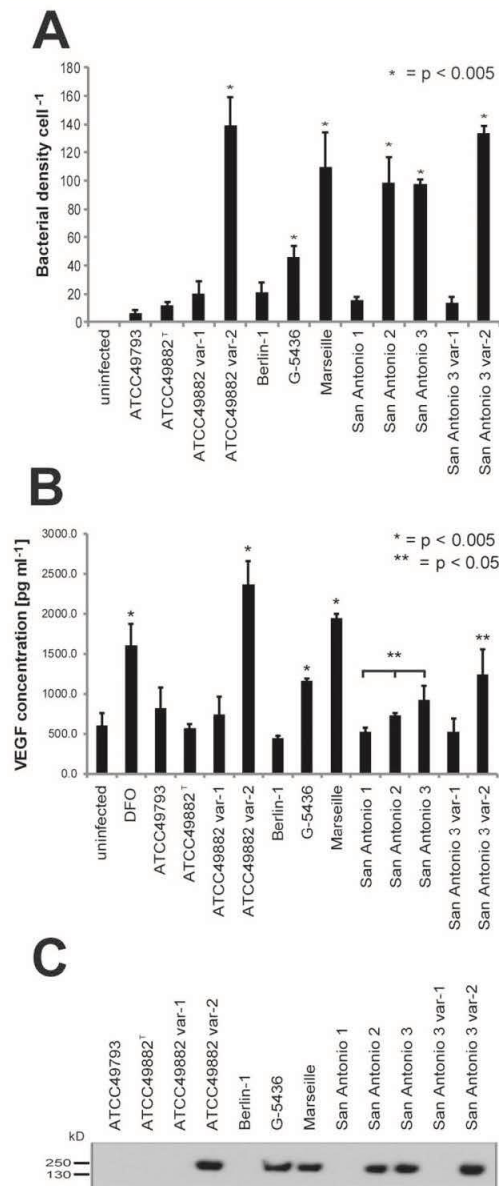 A
* = p < 0.005
Bacterial density cell -1
180
160
140
120
100
80
60
40
20
0
uninfected
ATCC49793
ATCC49882 T
ATCC49882 var-1
ATCC49882 var-2
Berlin-1
G-5436
Marseille
San Antonio 1
San Antonio 2
San Antonio 3
San Antonio 3 var-1
San Antonio 3 var-2
* * * * * *
B
* = p < 0.005
** = p < 0.05
VEGF concentration [pg ml-1]
3000.0
2500.0
2000.0
1500.0
1000.0
500.0
0.0
uninfected
DFO
ATCC49793
ATCC49882 T
ATCC49882 var-1
ATCC49882 var-2
Berlin-1
G-5436
Marseille
San Antonio 1
San Antonio 2
San Antonio 3
San Antonio 3 var-1
San Antonio 3 var-2
* * * * ** **
C
ATCC49793
ATCC49882 T
ATCC49882 var-1
ATCC49882 var-2
Berlin-1
G-5436
Marseille
San Antonio 1
San Antonio 2
San Antonio 3
San Antonio 3 var-1
San Antonio 3 var-2
kD
250
130